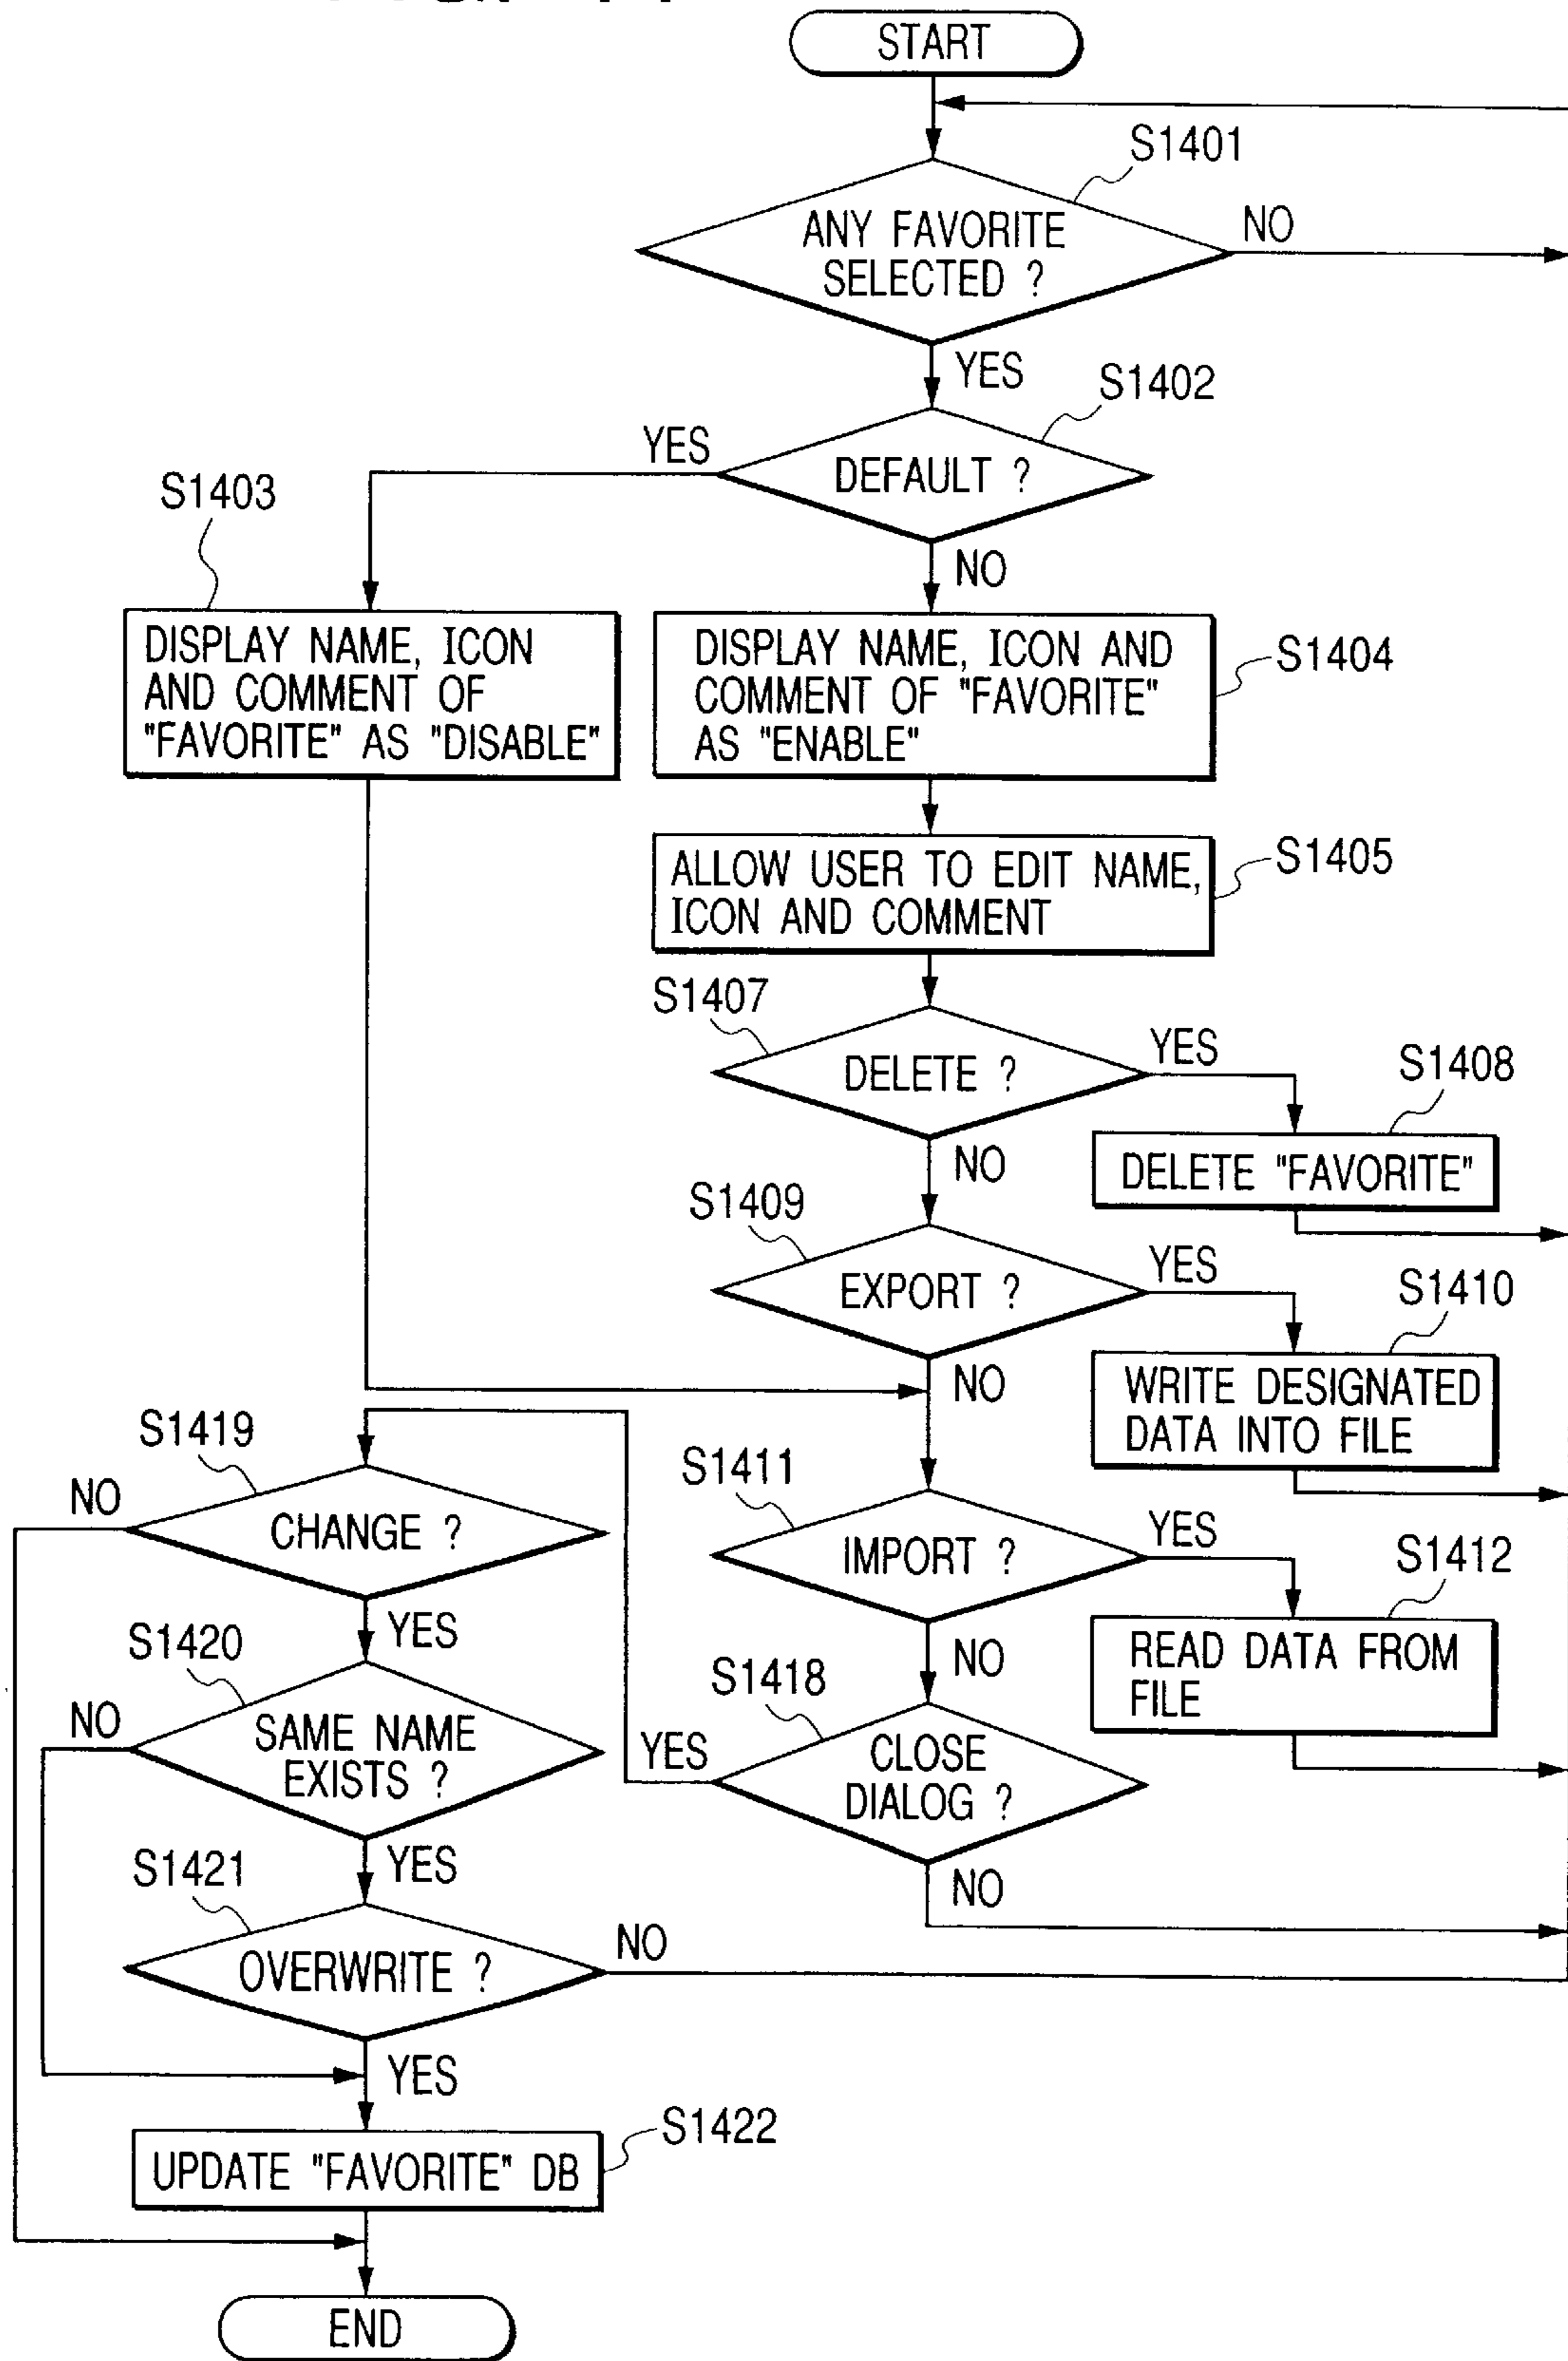 START
S1401
ANY FAVORITE
SELECTED ?
NO
YES
S1402
YES
DEFAULT ?
S1403
NO
DISPLAY NAME, ICON
AND COMMENT OF
"FAVORITE" AS "DISABLE"
DISPLAY NAME, ICON AND
COMMENT OF "FAVORITE"
AS "ENABLE"
S1404
ALLOW USER TO EDIT NAME,
ICON AND COMMENT
S1405
S1407
DELETE ?
YES
S1408
NO
DELETE "FAVORITE"
S1409
EXPORT ?
YES
S1410
NO
WRITE DESIGNATED
DATA INTO FILE
S1419
NO
CHANGE ?
S1411
IMPORT ?
YES
S1412
YES
S1420
NO
READ DATA FROM
FILE
S1418
NO
SAME NAME
EXISTS ?
YES
CLOSE
DIALOG ?
YES
S1421
NO
OVERWRITE ?
NO
YES
S1422
UPDATE "FAVORITE" DB
END